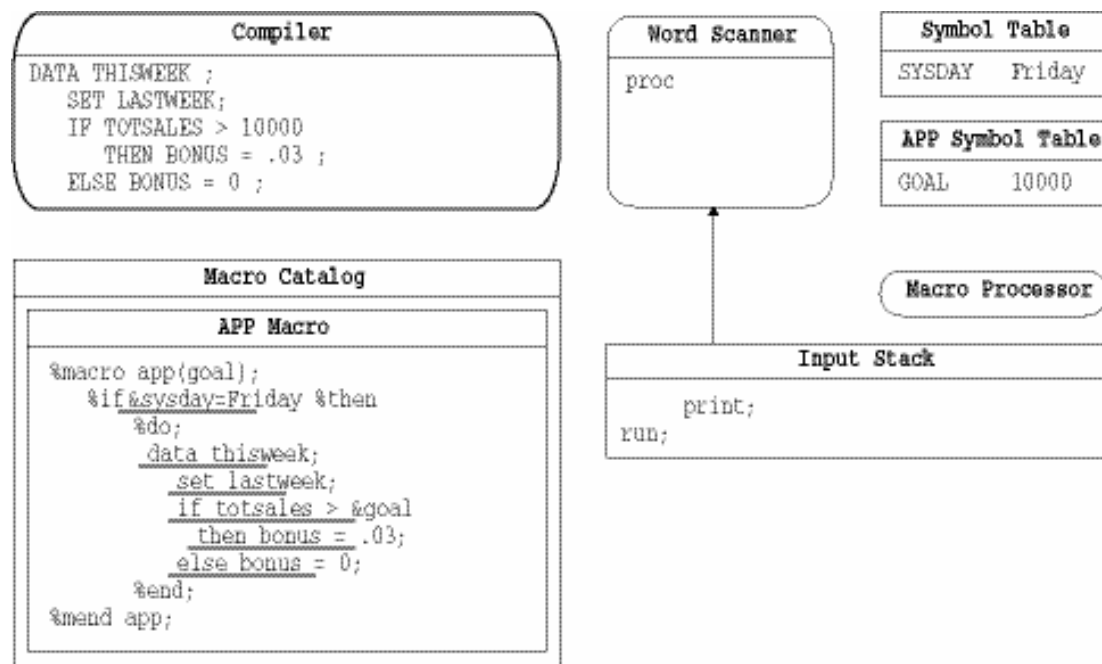 Compiler
DATA THISWEEK ;
SET LASTWEEK;
IF TOTSALES > 10000
THEN BONUS = .03 ;
ELSE BONUS = 0 ;
Word Scanner
proc
Symbol Table
SYSDAY Friday
APP Symbol Table
GOAL 10000
Macro Processor
Macro Catalog
APP Macro
%macro app(goal);
%if&sysday=Friday %then
%do;
data thisweek;
set lastweek;
if totsales > &goal
then bonus = .03;
else bonus = 0;
%end;
%mend app;
Input Stack
print;
run;